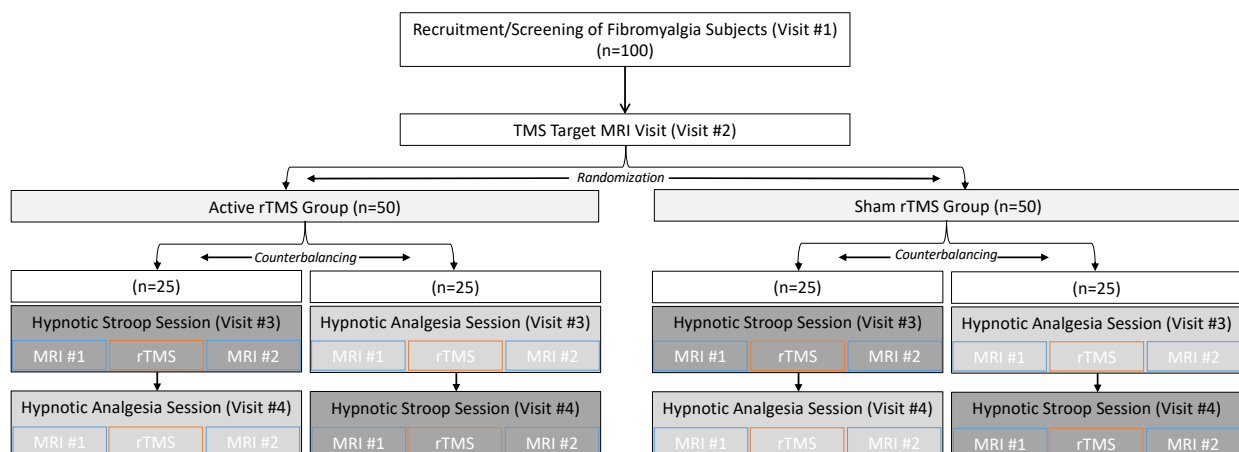 Recruitment/Screening of Fibromyalgia Subjects (Visit #1)
(n=100)
TMS Target MRI Visit (Visit #2)
Randomization
Active rTMS Group (n=50)
Sham rTMS Group (n=50)
Counterbalancing
Counterbalancing
(n=25)
(n=25)
(n=25)
(n=25)
Hypnotic Stroop Session (Visit #3)
MRI #1 rTMS MRI #2
Hypnotic Analgesia Session (Visit #3)
MRI #1 rTMS MRI #2
Hypnotic Stroop Session (Visit #3)
MRI #1 rTMS MRI #2
Hypnotic Analgesia Session (Visit #3)
MRI #1 rTMS MRI #2
Hypnotic Analgesia Session (Visit #4)
MRI #1 rTMS MRI #2
Hypnotic Stroop Session (Visit #4)
MRI #1 rTMS MRI #2
Hypnotic Analgesia Session (Visit #4)
MRI #1 rTMS MRI #2
Hypnotic Stroop Session (Visit #4)
MRI #1 rTMS MRI #2